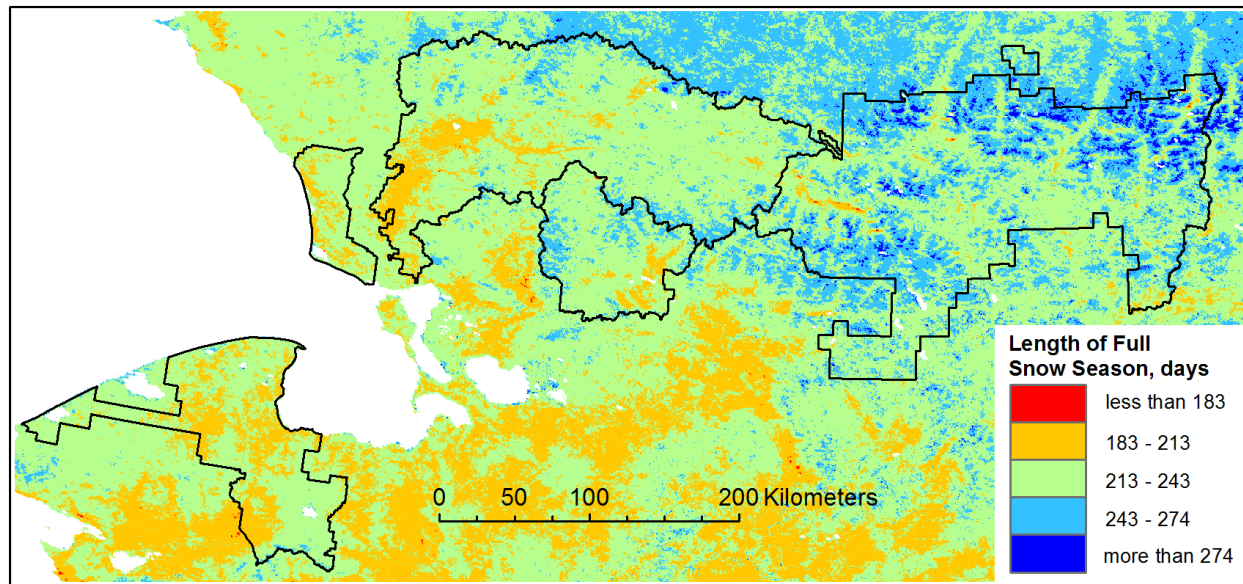 0 50 100 200 Kilometers
Length of Full
Snow Season, days
less than 183
183 - 213
213 - 243
243 - 274
more than 274